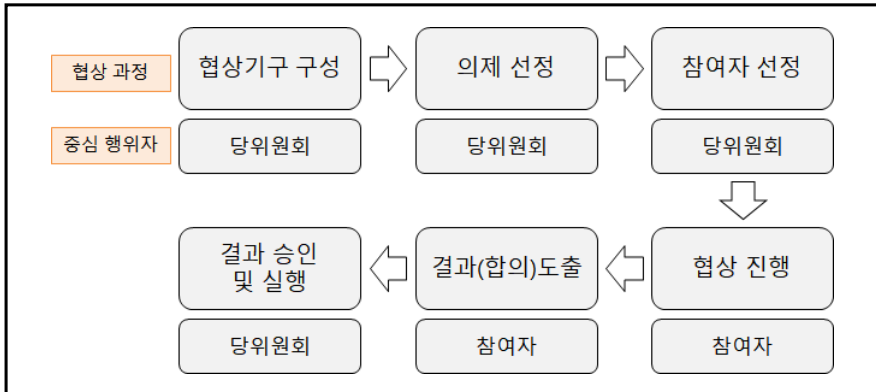 협상 과정
협상기구 구성
의제 선정
참여자 선정
중심 행위자
당위원회
당위원회
당위원회
결과 승인
및 실행
결과(합의)도출
협상 진행
당위원회
참여자
참여자